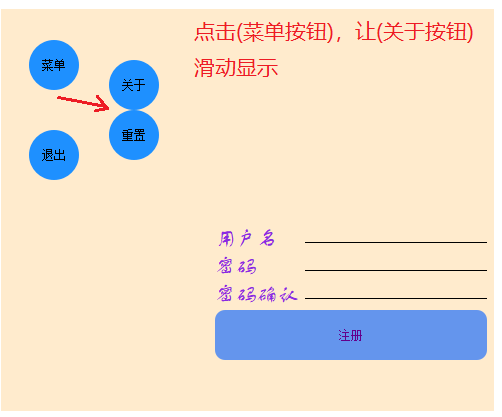 点击(菜单按钮)，让(关于按钮)
滑动显示
菜单
关于
重置
退出
用户名
密码
密码确认
注册